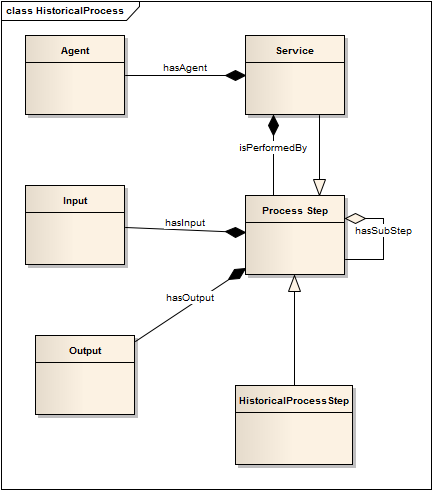 class HistoricalProcess
Agent
hasAgent
Service
isPerformedBy
Input
hasInput
Process Step
hasSubStep
hasOutput
Output
HistoricalProcessStep